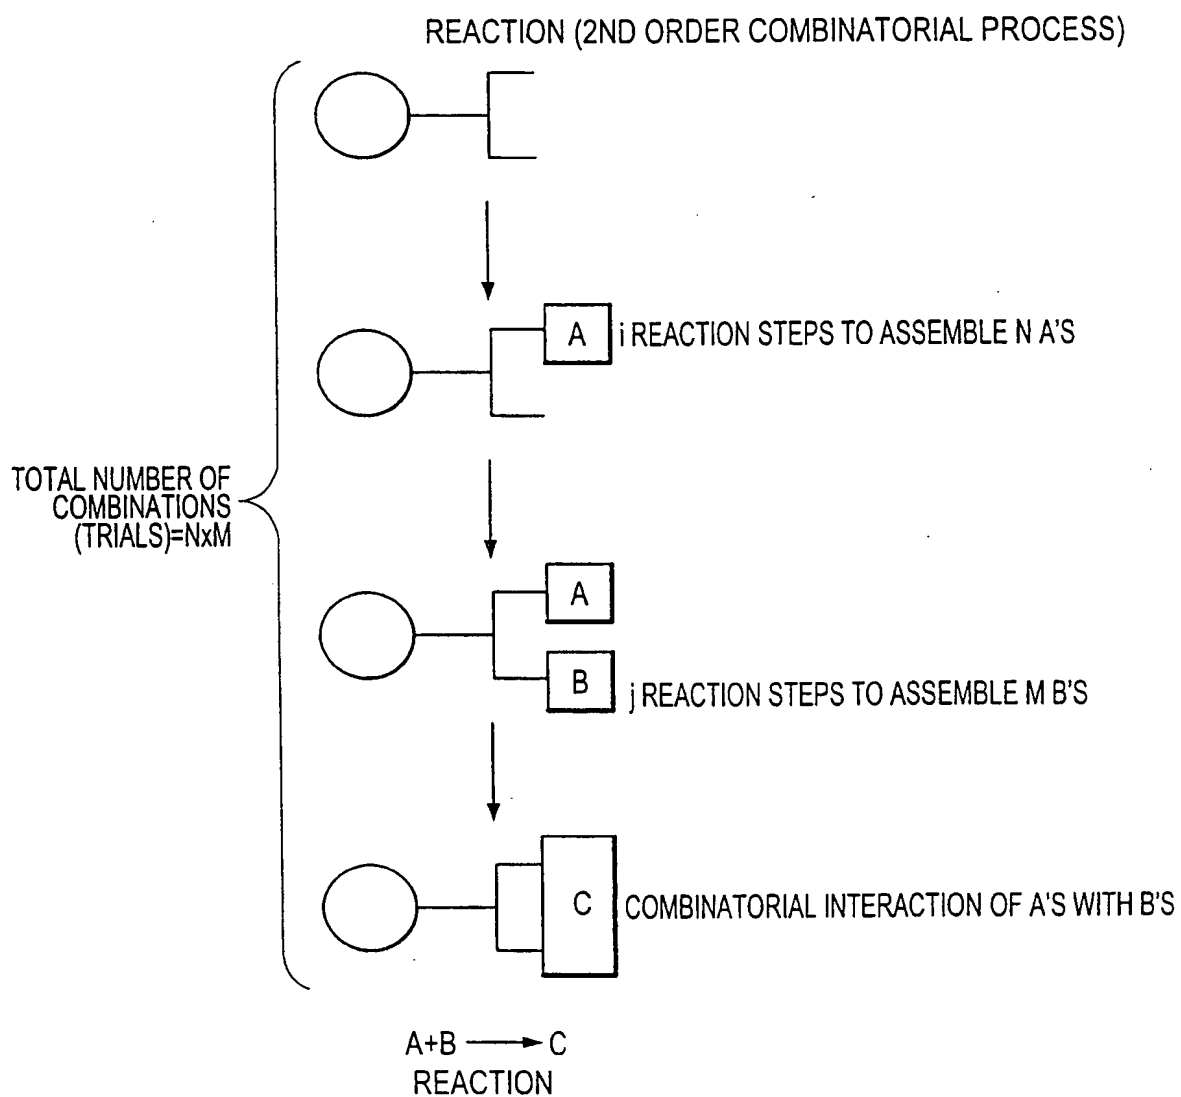 REACTION (2ND ORDER COMBINATORIAL PROCESS)
A
i REACTION STEPS TO ASSEMBLE N A'S
TOTAL NUMBER OF
COMBINATIONS
(TRIALS)=NxM
A
B
j REACTION STEPS TO ASSEMBLE M B'S
C
COMBINATORIAL INTERACTION OF A'S WITH B'S
A+B → C
REACTION